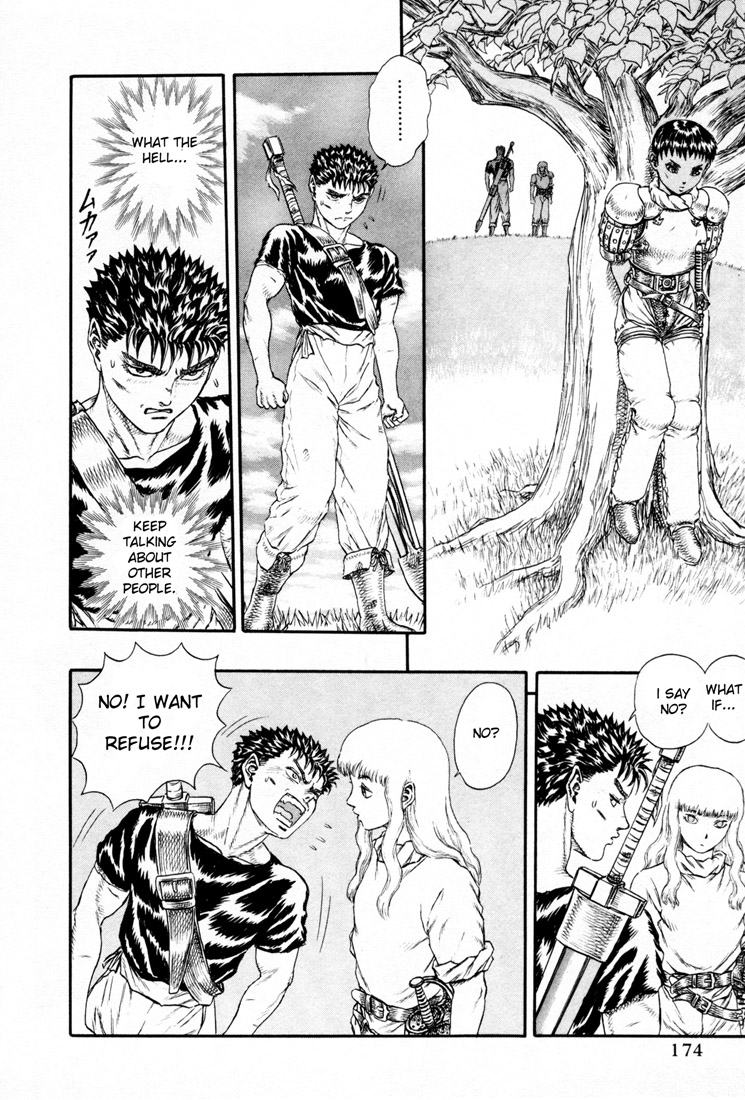 .........
WHAT THE
HELL...
ムカァァ
KEEP
TALKING
ABOUT
OTHER
PEOPLE.
WHAT
IF...
I SAY
NO?
NO?
NO! I WANT
TO
REFUSE!!!
174